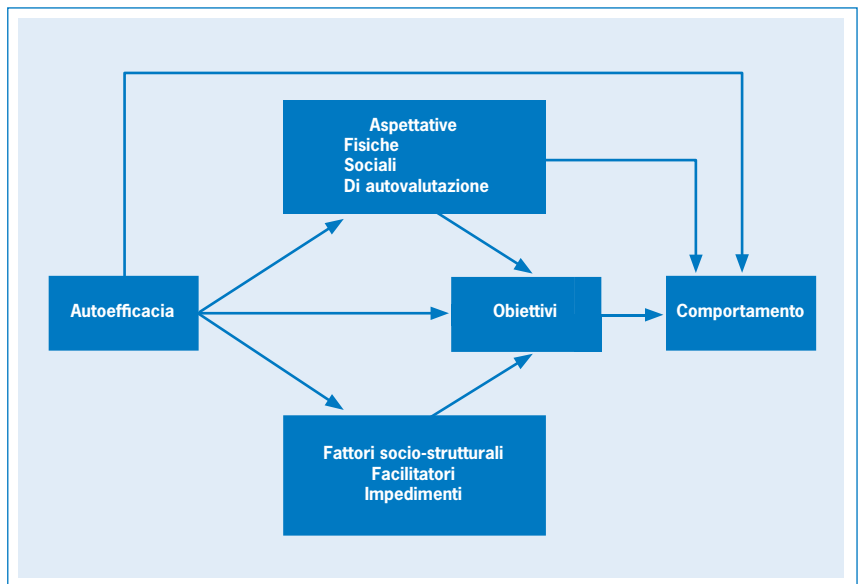 Aspettative
Fisiche
Sociali
Di autovalutazione
Autoefficacia
Obiettivi
Comportamento
Fattori socio-strutturali
Facilitatori
Impedimenti